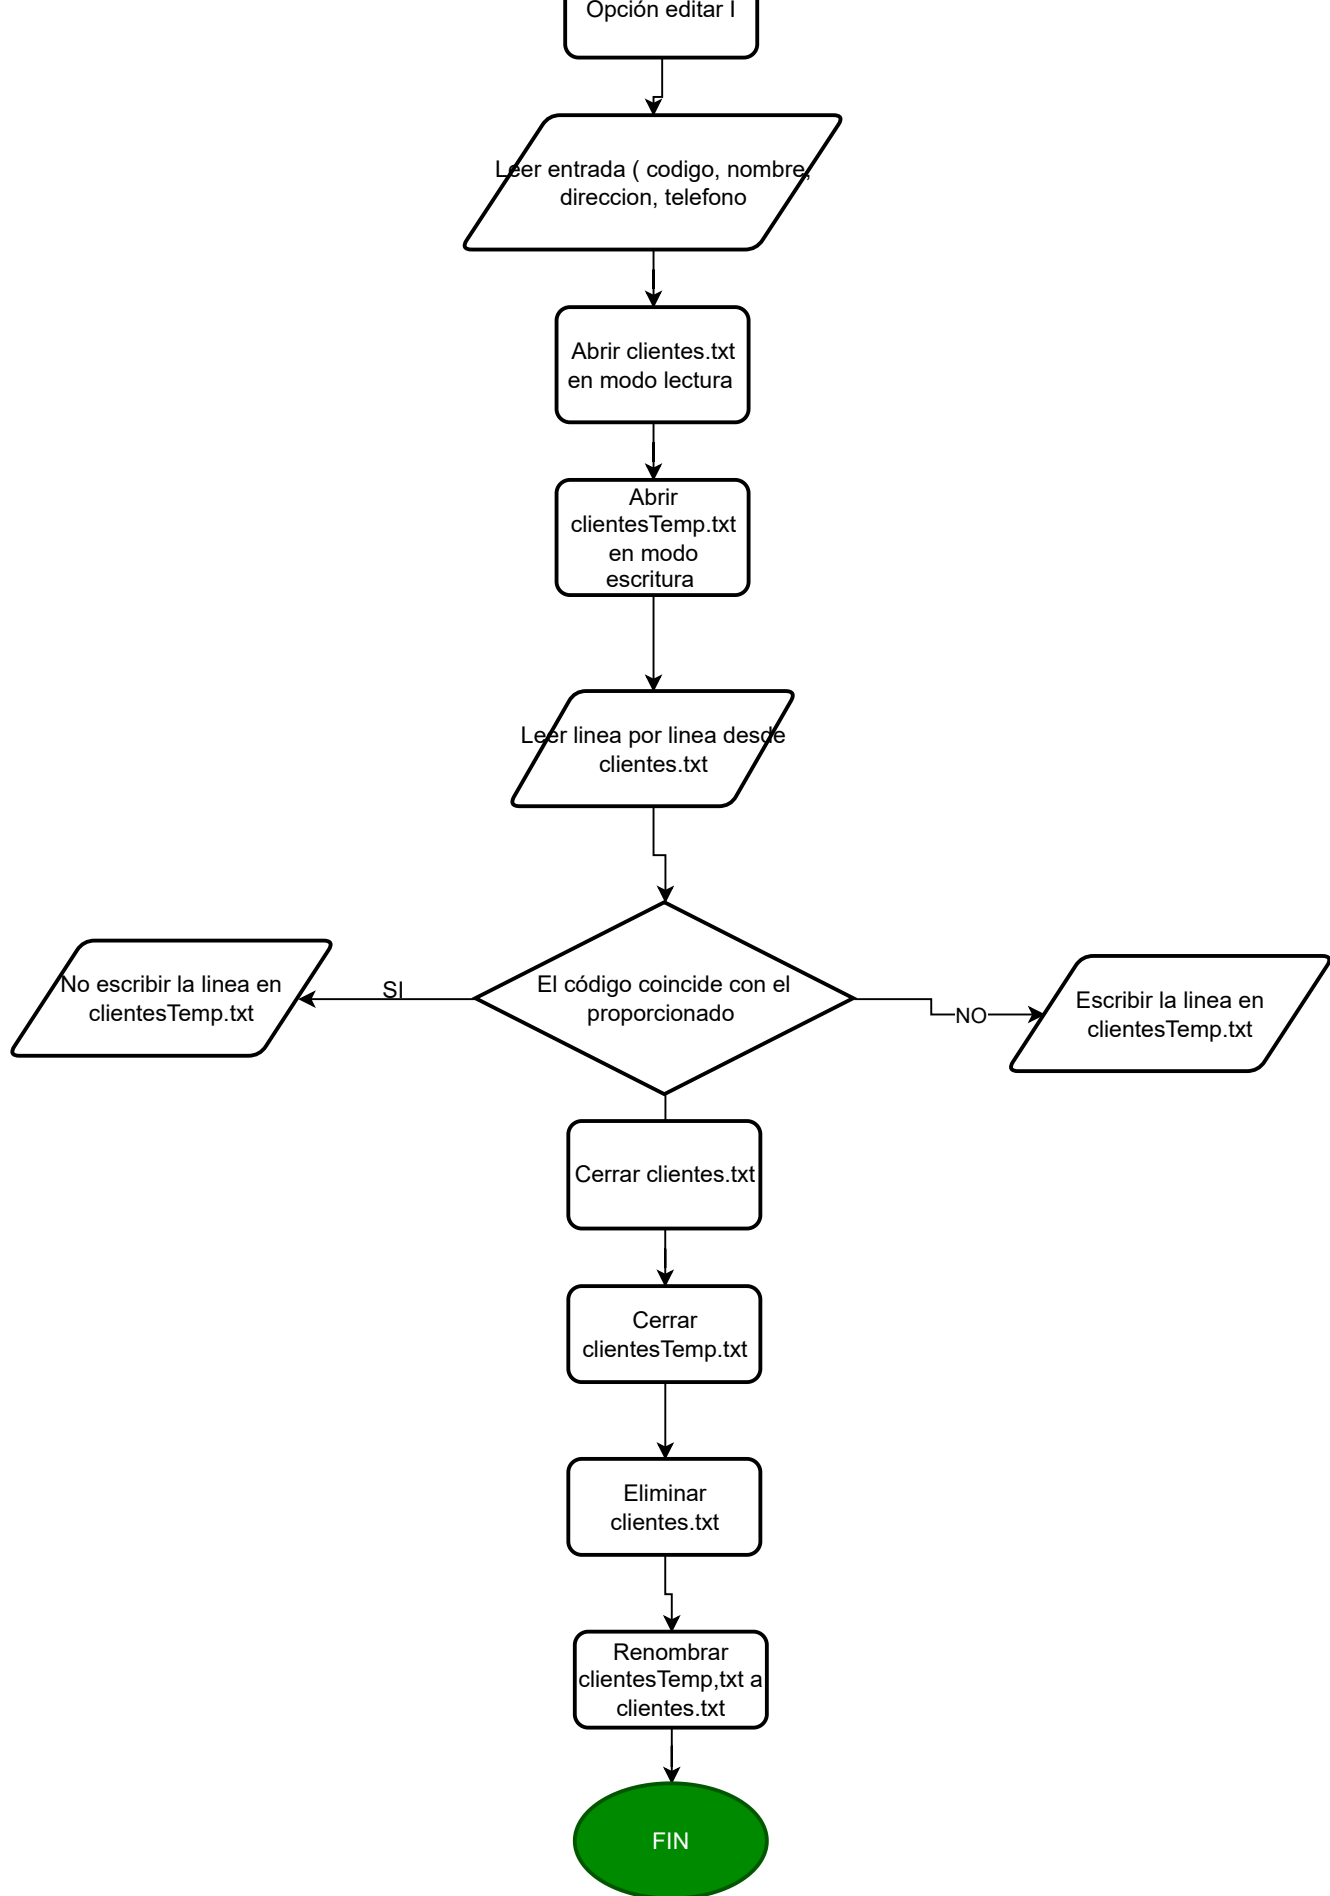 Opción editar I
Leer entrada ( codigo, nombre,
direccion, telefono
Abrir clientes.txt
en modo lectura
Abrir
clientesTemp.txt
en modo
escritura
Leer linea por linea desde
clientes.txt
El código coincide con el
proporcionado
SI
No escribir la linea en
clientesTemp.txt
NO
Escribir la linea en
clientesTemp.txt
Cerrar clientes.txt
Cerrar
clientesTemp.txt
Eliminar
clientes.txt
Renombrar
clientesTemp,txt a
clientes.txt
FIN